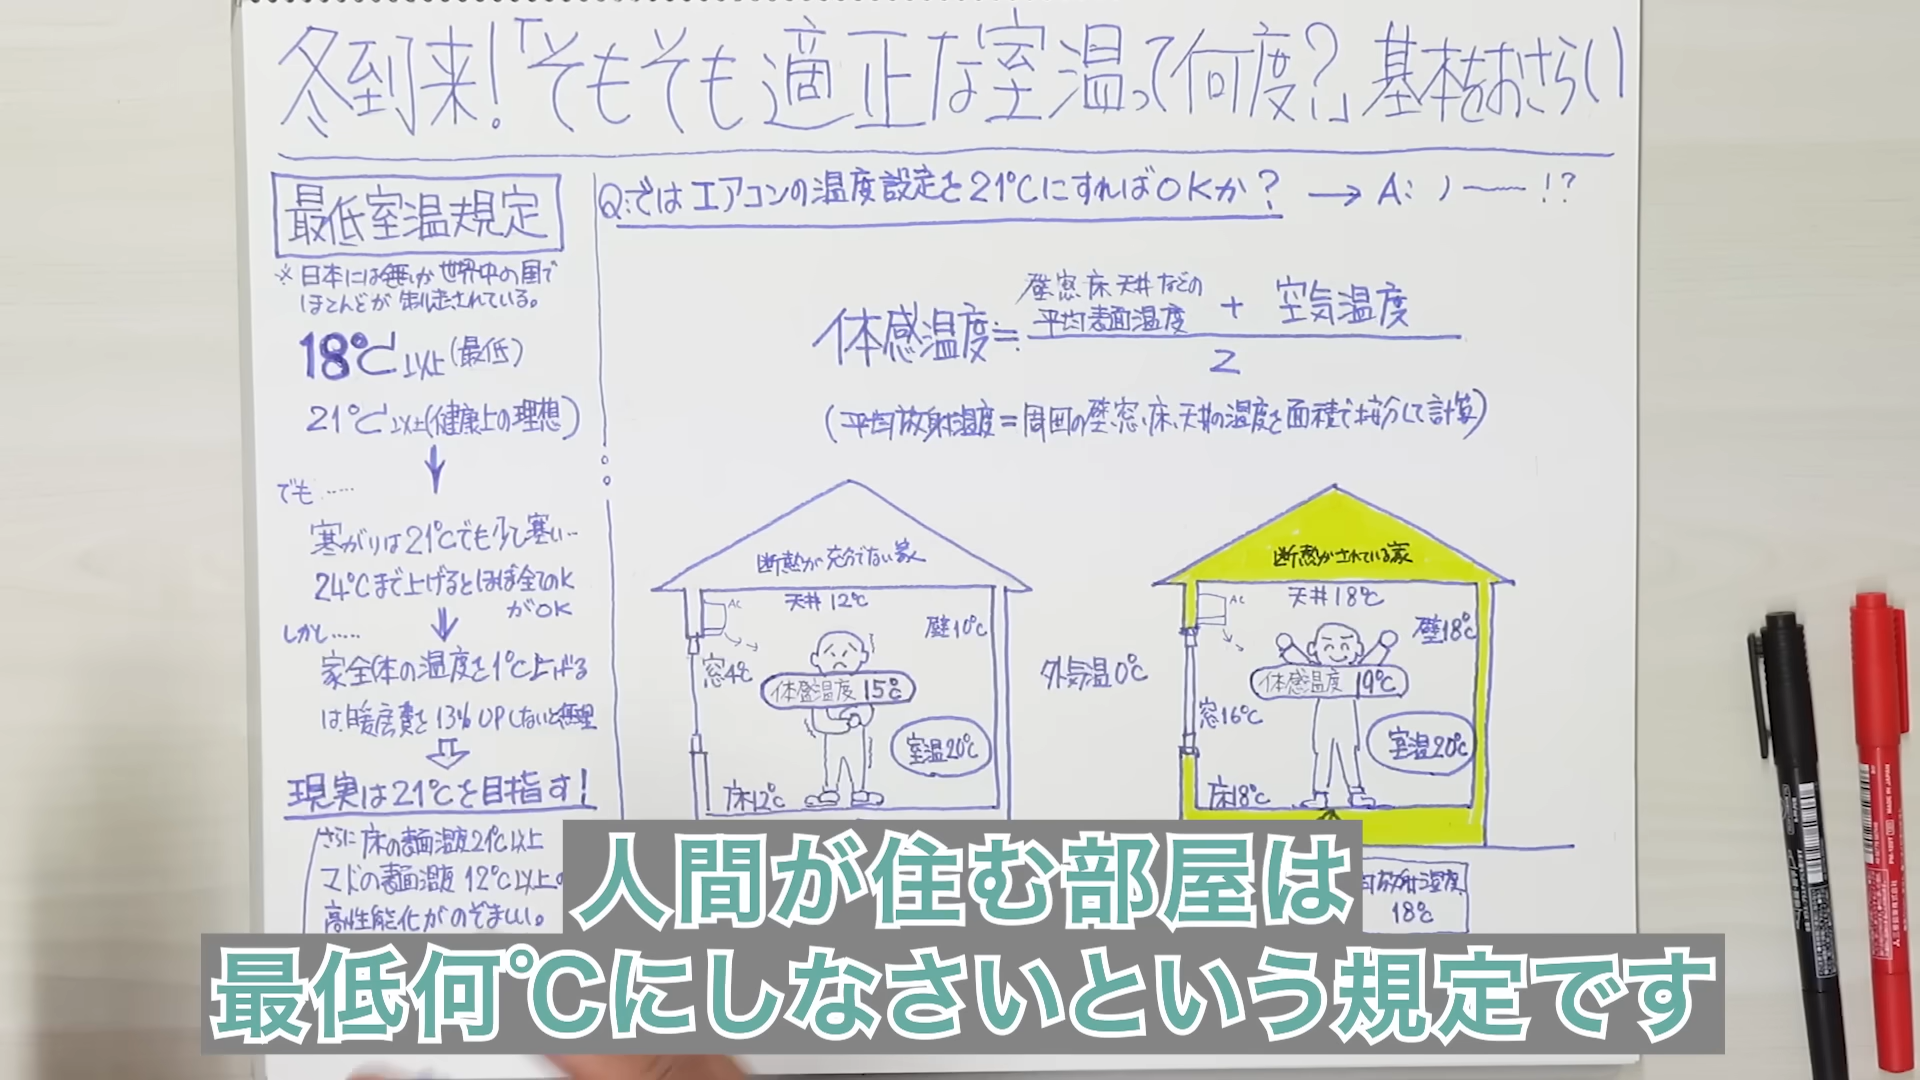 冬到来!「そもそも適正な室温って何度?」基本をおさらい
最低室温規定
※日本には無いが世界中の国で
ほとんどが制定されている。
18℃以上(最低)
21℃以上(健康上の理想)
でも……
寒がりは21℃でも少し寒い…
24℃まで上げるとほぼ全ての人
がOK
しかし……
家全体の温度を1℃上げる
は、暖房費を13%UPしないと無理
現実は21℃を目指す!
さらに床の表面温度21℃以上
マドの表面温度12℃以上の
高性能化がのぞましい。
Q:ではエアコンの温度設定を21℃にすればOKか? → A:ノ——!?
体感温度≒
壁、窓、床、天井などの
平均表面温度 + 空気温度
2
(平均放射温度=周囲の壁、窓、床、天井の温度を面積で按分して計算)
断熱が充分でない家
AC
天井12℃
壁10℃
窓4℃
体感温度 15℃
室温20℃
床12℃
外気温0℃
断熱がされている家
AC
天井18℃
壁18℃
体感温度 19℃
窓16℃
室温20℃
床18℃
放射温度
18℃
人間が住む部屋は
最低何℃にしなさいという規定です